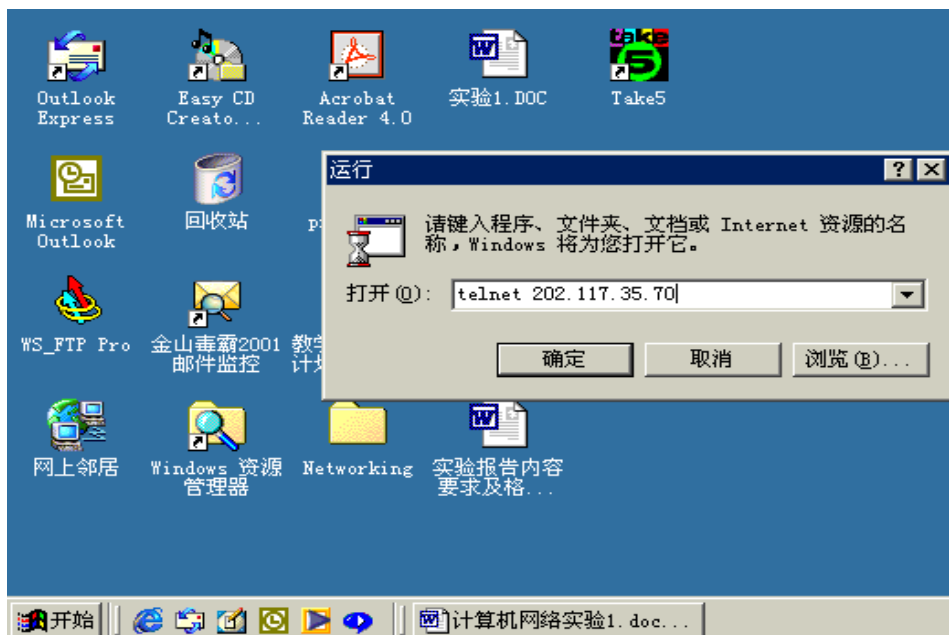 Outlook
Express
Easy CD
Creato...
Acrobat
Reader 4.0
实验1.DOC
take
5
Take5
Microsoft
Outlook
回收站
运行
请键入程序、文件夹、文档或 Internet 资源的名
称，Windows 将为您打开它。
打开(O):
telnet 202.117.35.70
确定
取消
浏览(B)...
WS_FTP Pro
金山毒霸2001
邮件监控
网上邻居
Windows 资源
管理器
Networking
实验报告内容
要求及格...
开始
计算机网络实验1.doc...